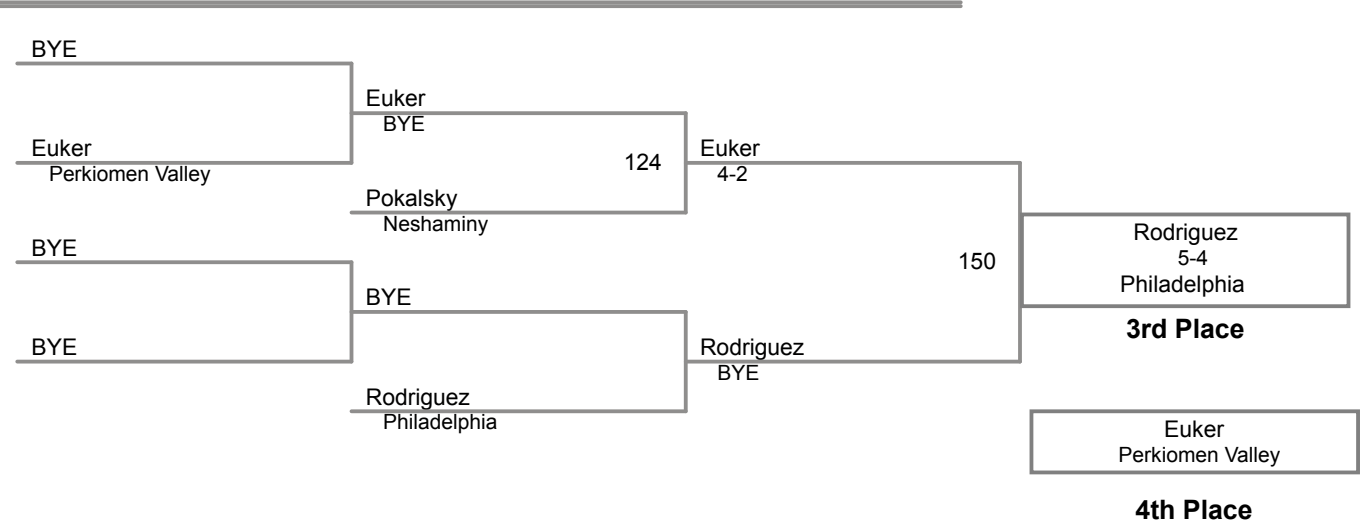 BYE
Euker
BYE
Euker
Perkiomen Valley
124
Euker
4-2
Pokalsky
Neshaminy
BYE
150
Rodriguez
5-4
Philadelphia
3rd Place
BYE
BYE
Rodriguez
BYE
Rodriguez
Philadelphia
Euker
Perkiomen Valley
4th Place